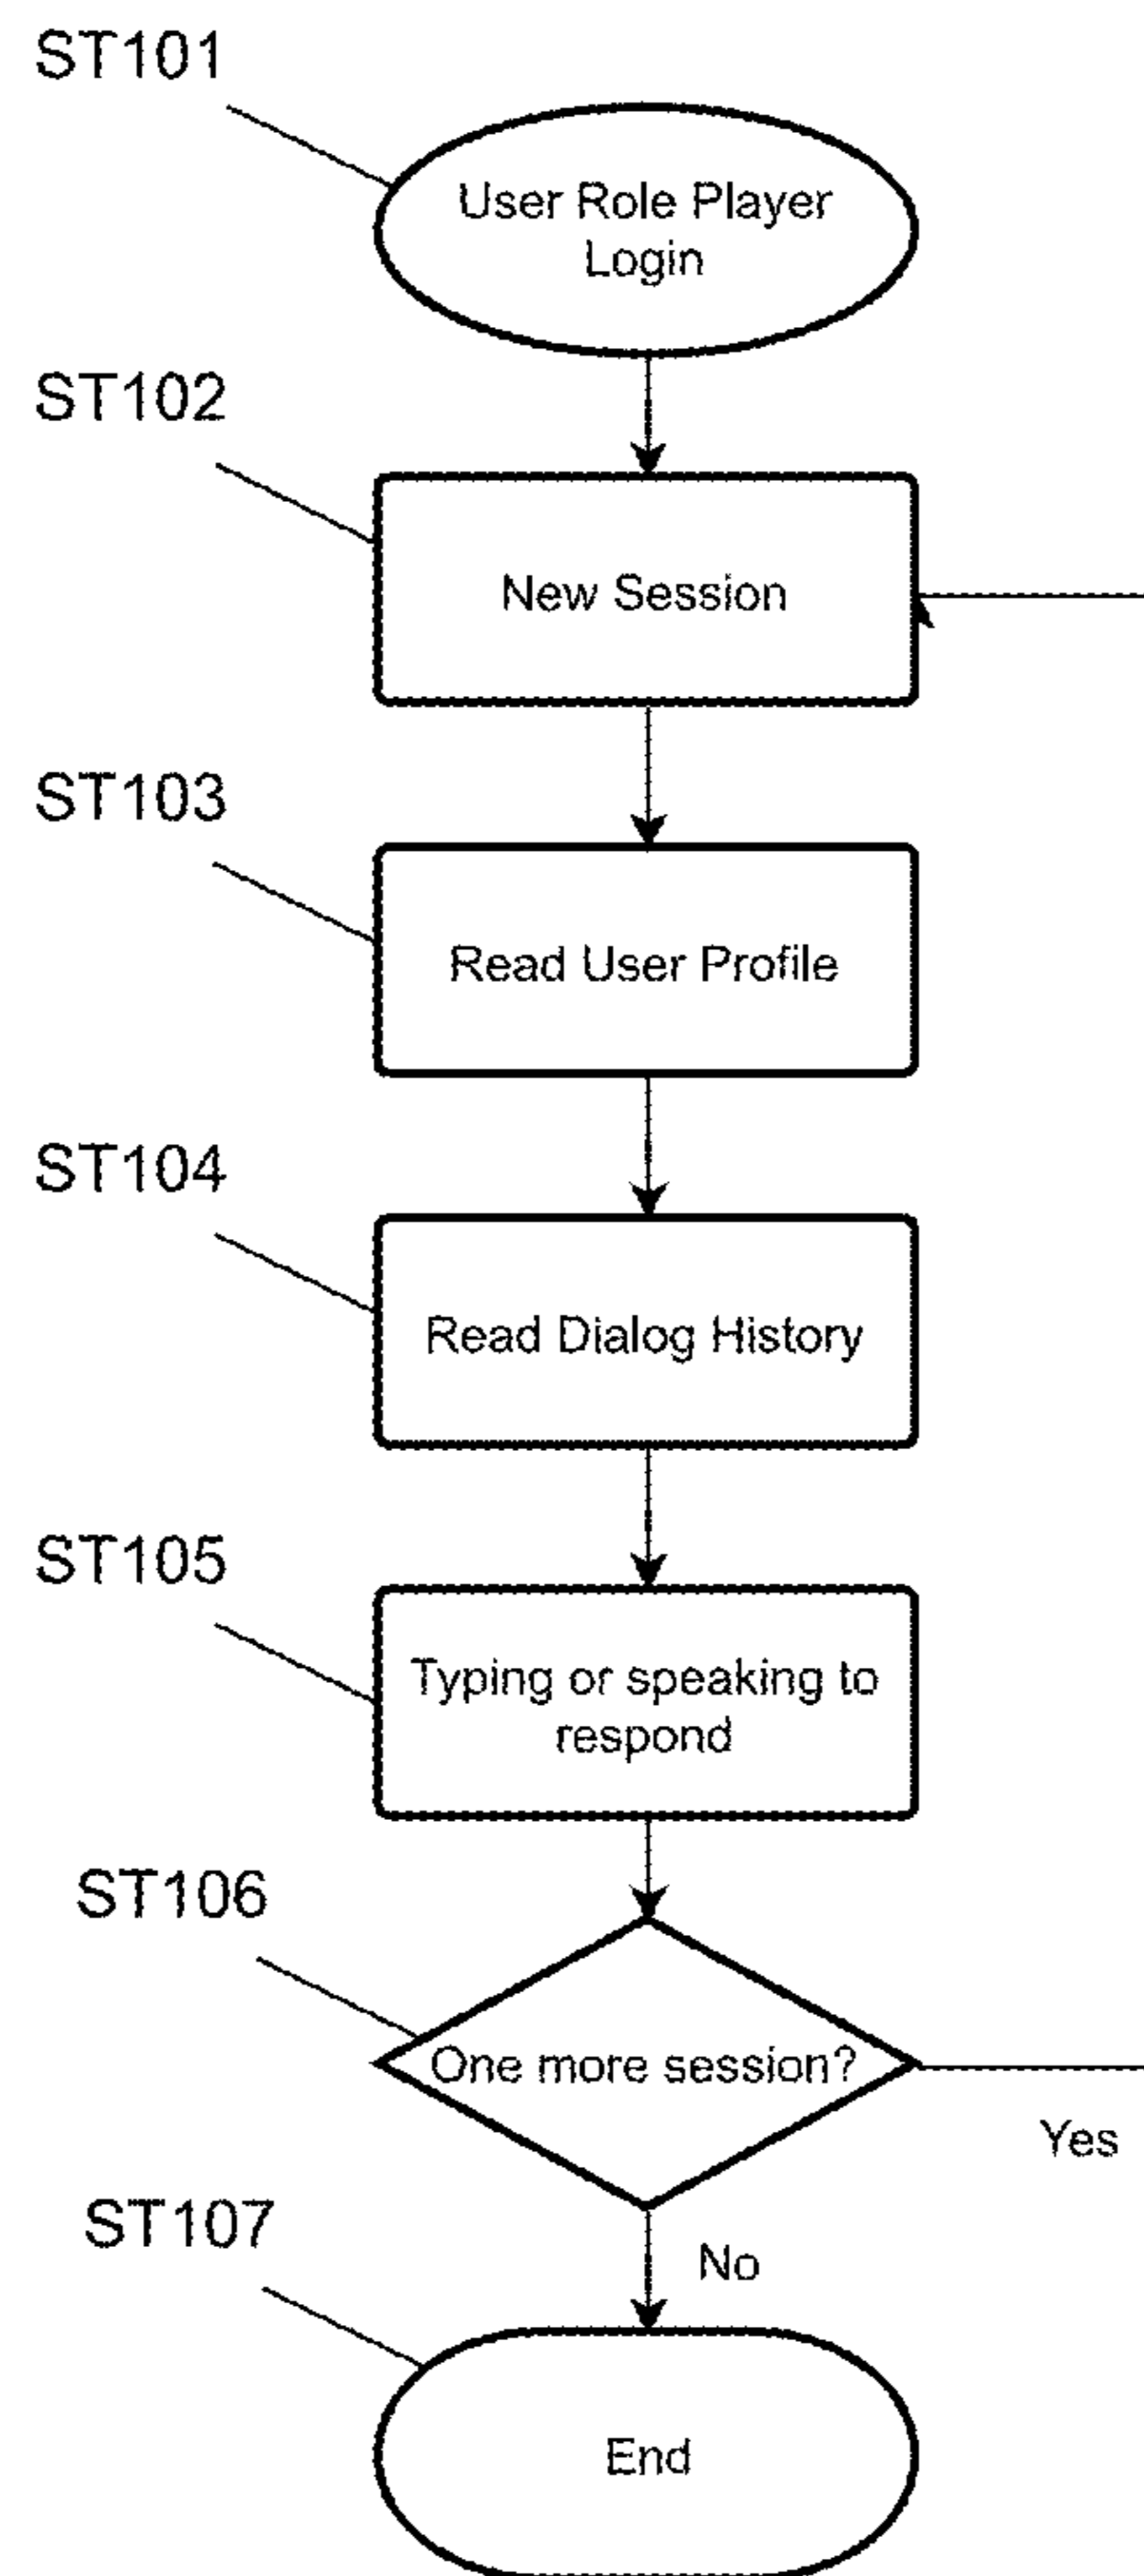 ST101
User Role Player
Login
ST102
New Session
ST103
Read User Profile
ST104
Read Dialog History
ST105
Typing or speaking to
respond
ST106
One more session?
Yes
ST107
No
End